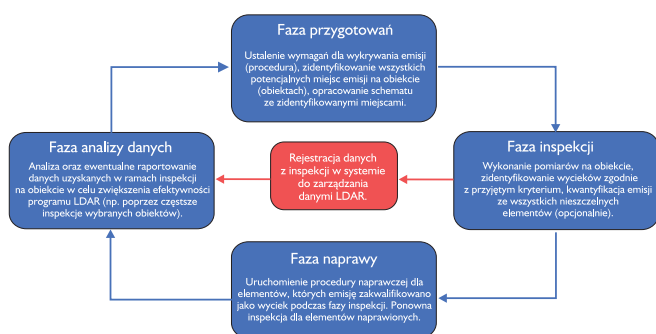 Faza przygotowań
Ustalenie wymagań dla wykrywania emisji
(procedura), zidentyfikowanie wszystkich
potencjalnych miejsc emisji na obiekcie
(obiektach), opracowanie schematu
ze zidentyfikowanymi miejscami.
Faza analizy danych
Analiza oraz ewentualne raportowanie
danych uzyskanych w ramach inspekcji
na obiekcie w celu zwiększenia efektywności
programu LDAR (np. poprzez częstsze
inspekcje wybranych obiektów).
Rejestracja danych
z inspekcji w systemie
do zarządzania
danymi LDAR.
Faza inspekcji
Wykonanie pomiarów na obiekcie,
zidentyfikowanie wycieków zgodnie
z przyjętym kryterium, kwantyfikacja emisji
ze wszystkich nieszczelnych
elementów (opcjonalnie).
Faza naprawy
Uruchomienie procedury naprawczej dla
elementów, których emisję zakwalifikowano
jako wyciek podczas fazy inspekcji. Ponowna
inspekcja dla elementów naprawionych.